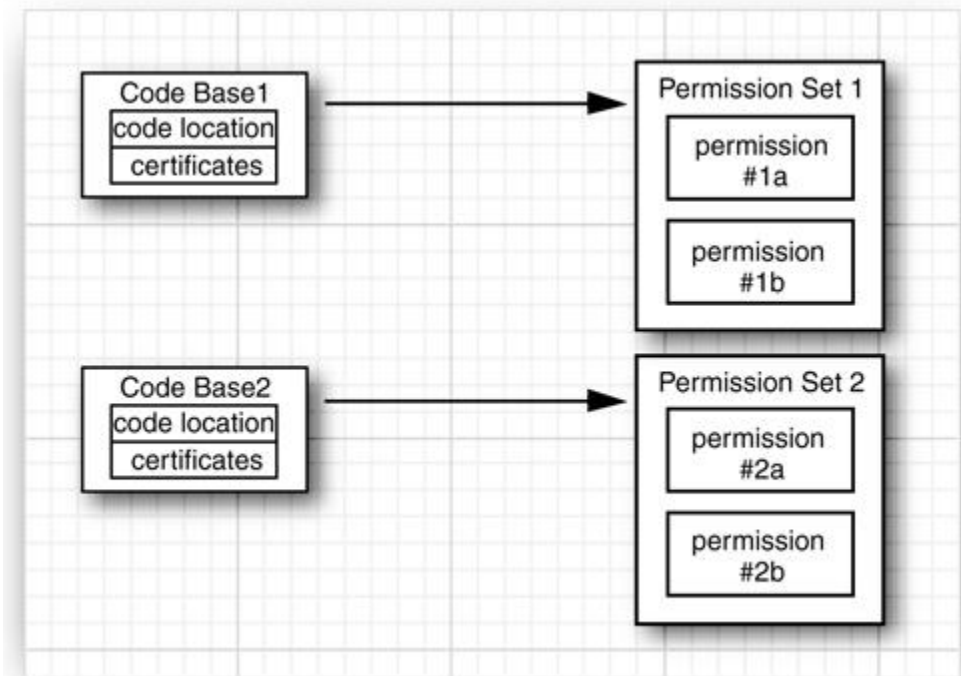 Code Base1
code location
certificates
Permission Set 1
permission
#1a
permission
#1b
Code Base2
code location
certificates
Permission Set 2
permission
#2a
permission
#2b